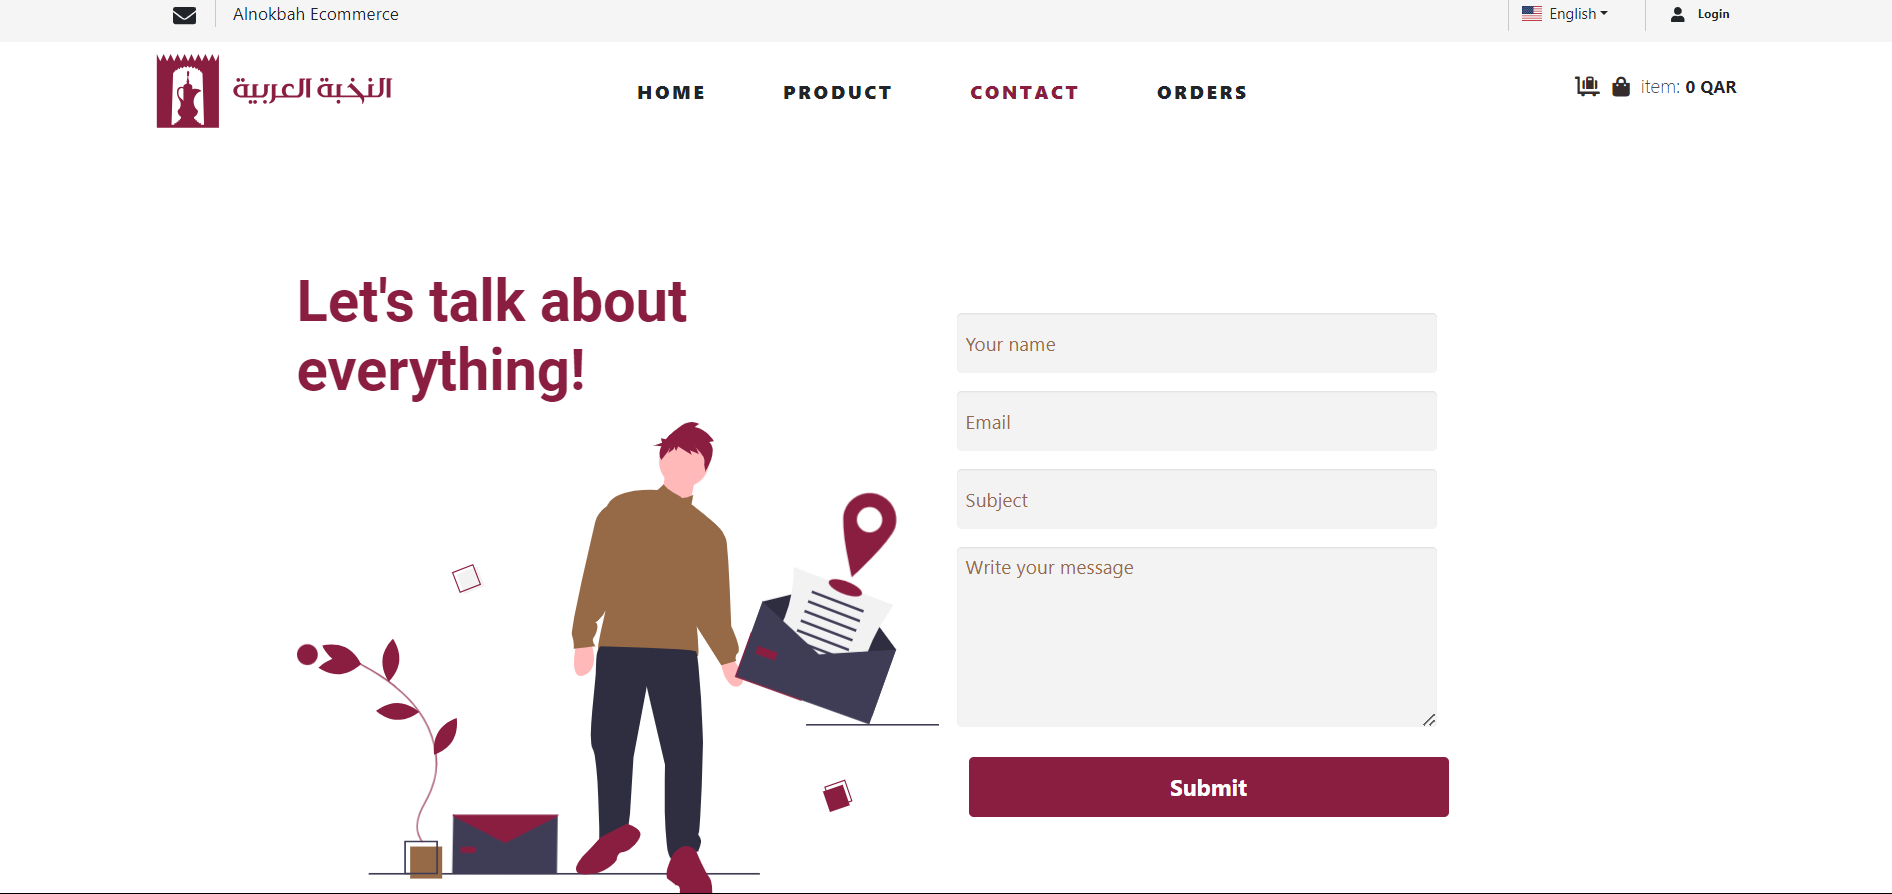 Alnokbah Ecommerce
English
Login
النخبة العربية
HOME
PRODUCT
CONTACT
ORDERS
item: 0 QAR
Let's talk about
everything!
Your name
Email
Subject
Write your message
Submit